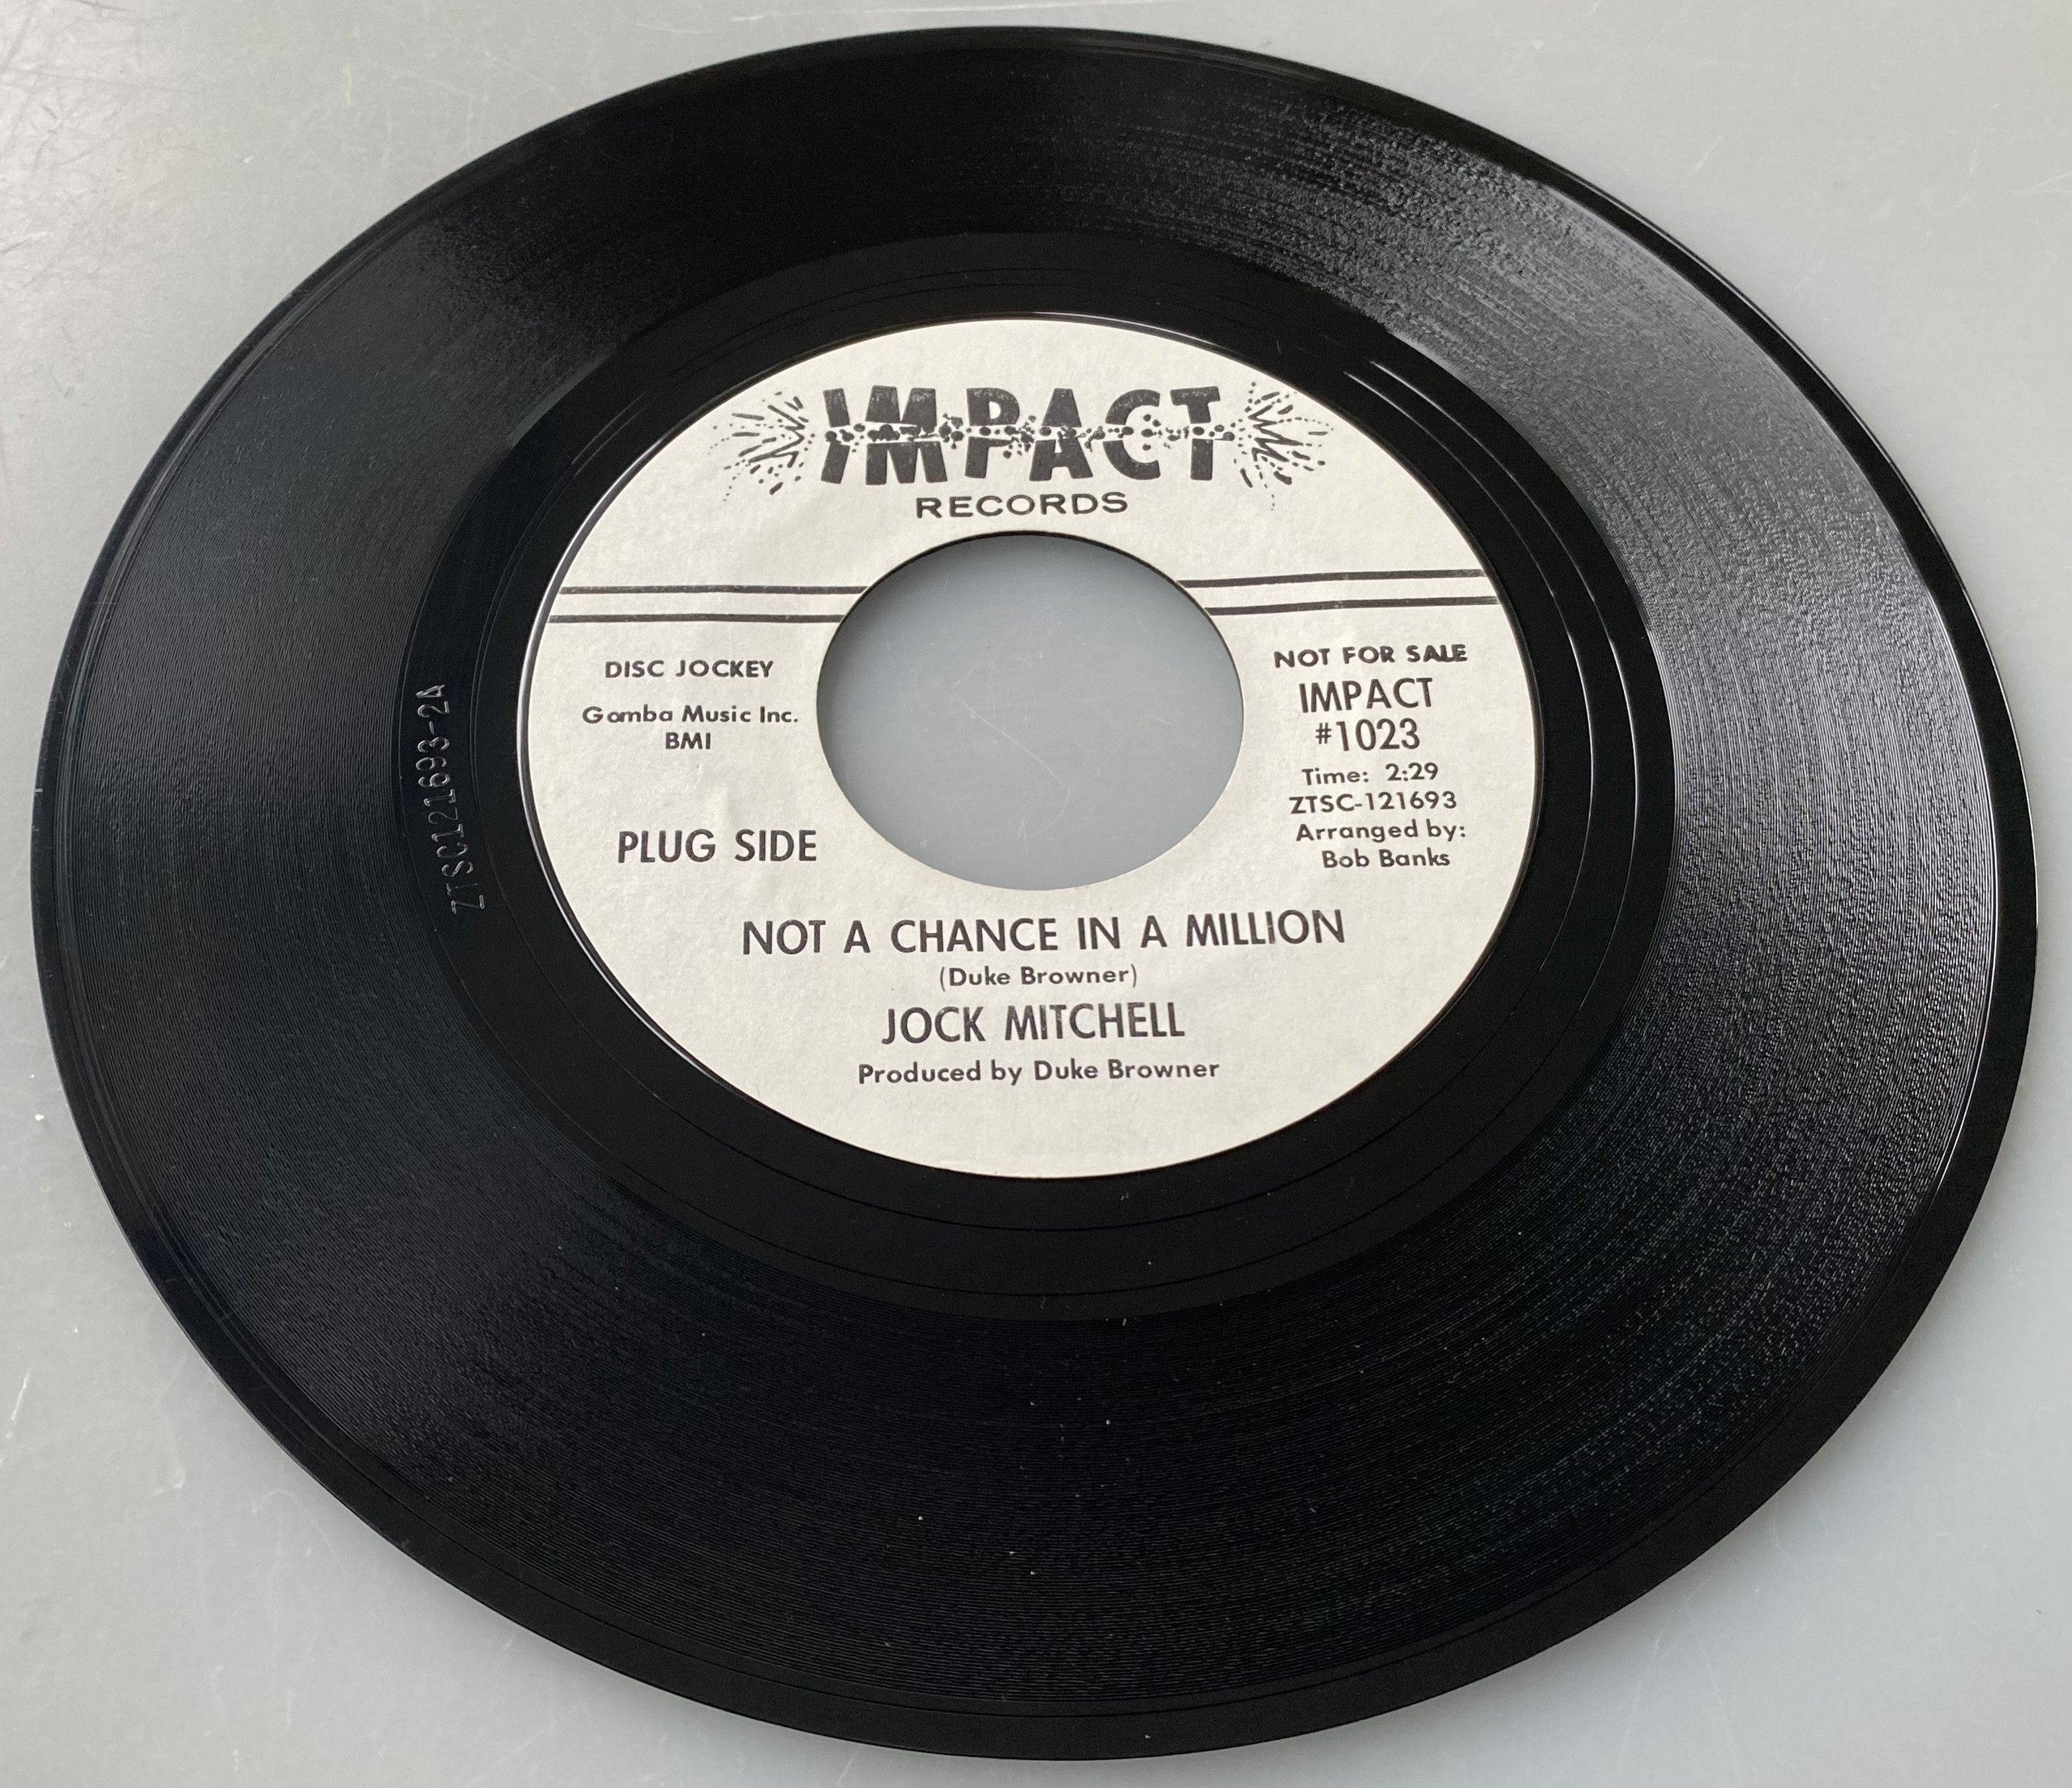 IMPACT
RECORDS
DISC JOCKEY
Gomba Music Inc.
BMI
PLUG SIDE
NOT FOR SALE
IMPACT
#1023
Time: 2:29
ZTSC-121693
Arranged by:
Bob Banks
NOT A CHANCE IN A MILLION
(Duke Browner)
JOCK MITCHELL
Produced by Duke Browner
ZTSC121693-2A